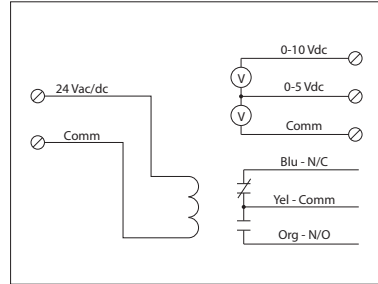 0-10 Vdc
V
24 Vac/dc
0-5 Vdc
V
Comm
Comm
Blu - N/C
Yel - Comm
Org - N/O